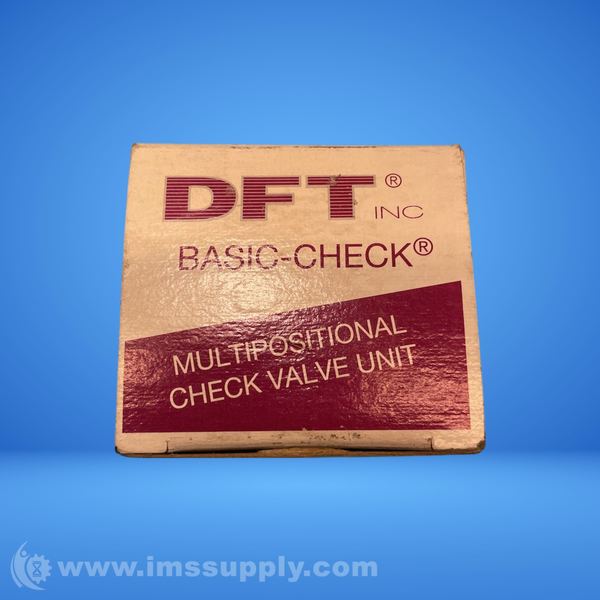 DFT® INC
BASIC-CHECK®
MULTIPOSITIONAL
CHECK VALVE UNIT
www.imssupply.com